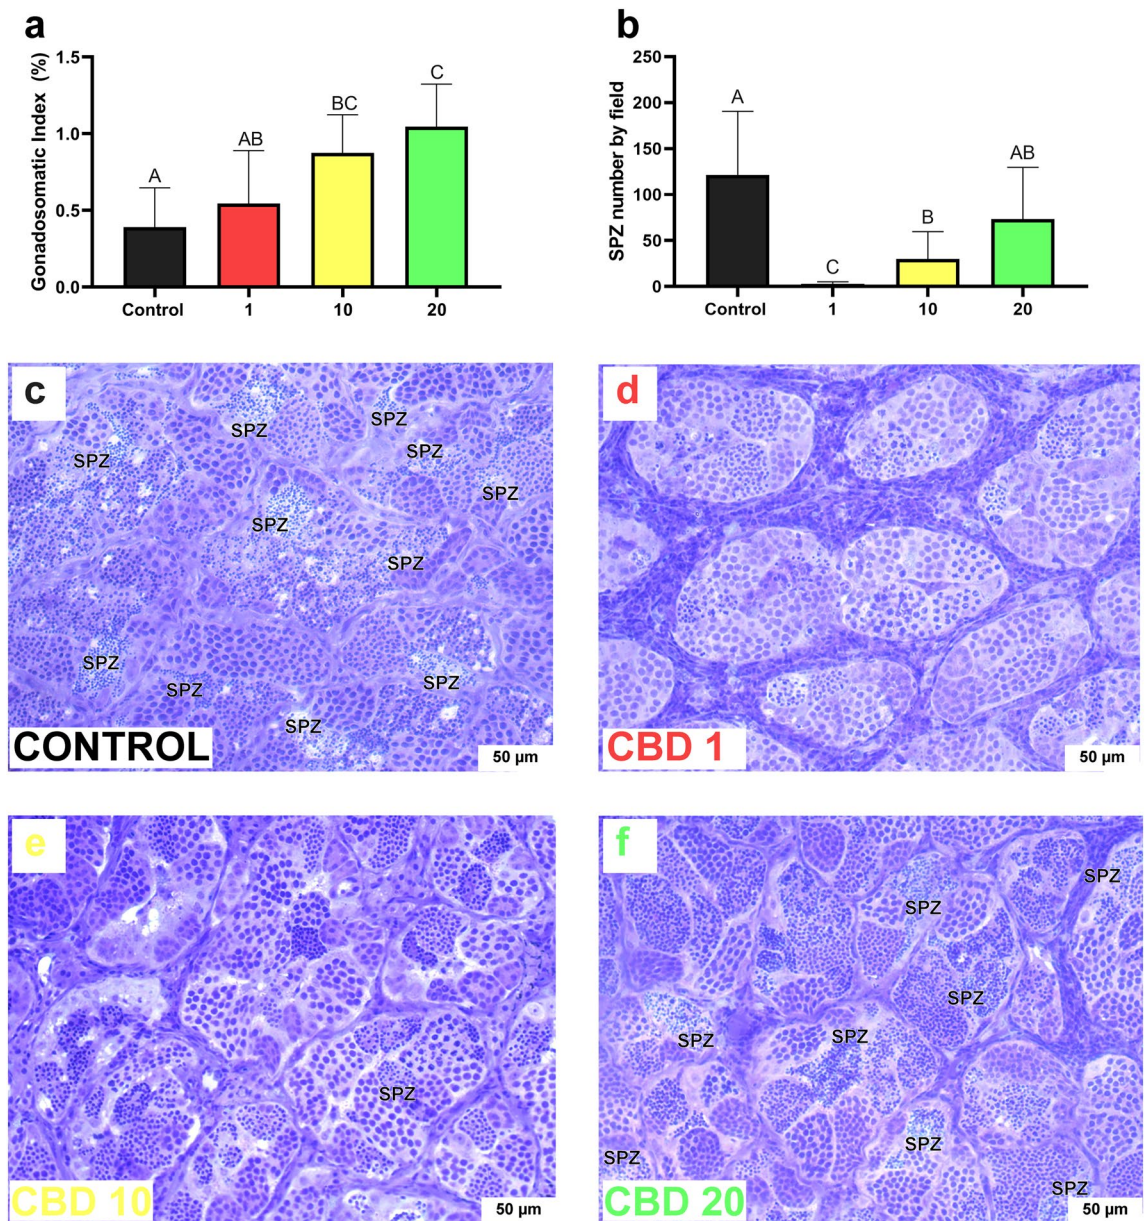 a
Gonadosomatic Index (%)
1.5
1.0
0.5
0.0
A
AB
BC
C
Control
1
10
20
b
SPZ number by field
250
200
150
100
50
0
A
C
B
AB
Control
1
10
20
c
SPZ
SPZ
SPZ
SPZ
SPZ
SPZ
SPZ
SPZ
SPZ
SPZ
SPZ
CONTROL
50 µm
d
CBD 1
50 µm
e
SPZ
CBD 10
50 µm
f
SPZ
SPZ
SPZ
SPZ
SPZ
SPZ
SPZ
SPZ
CBD 20
50 µm